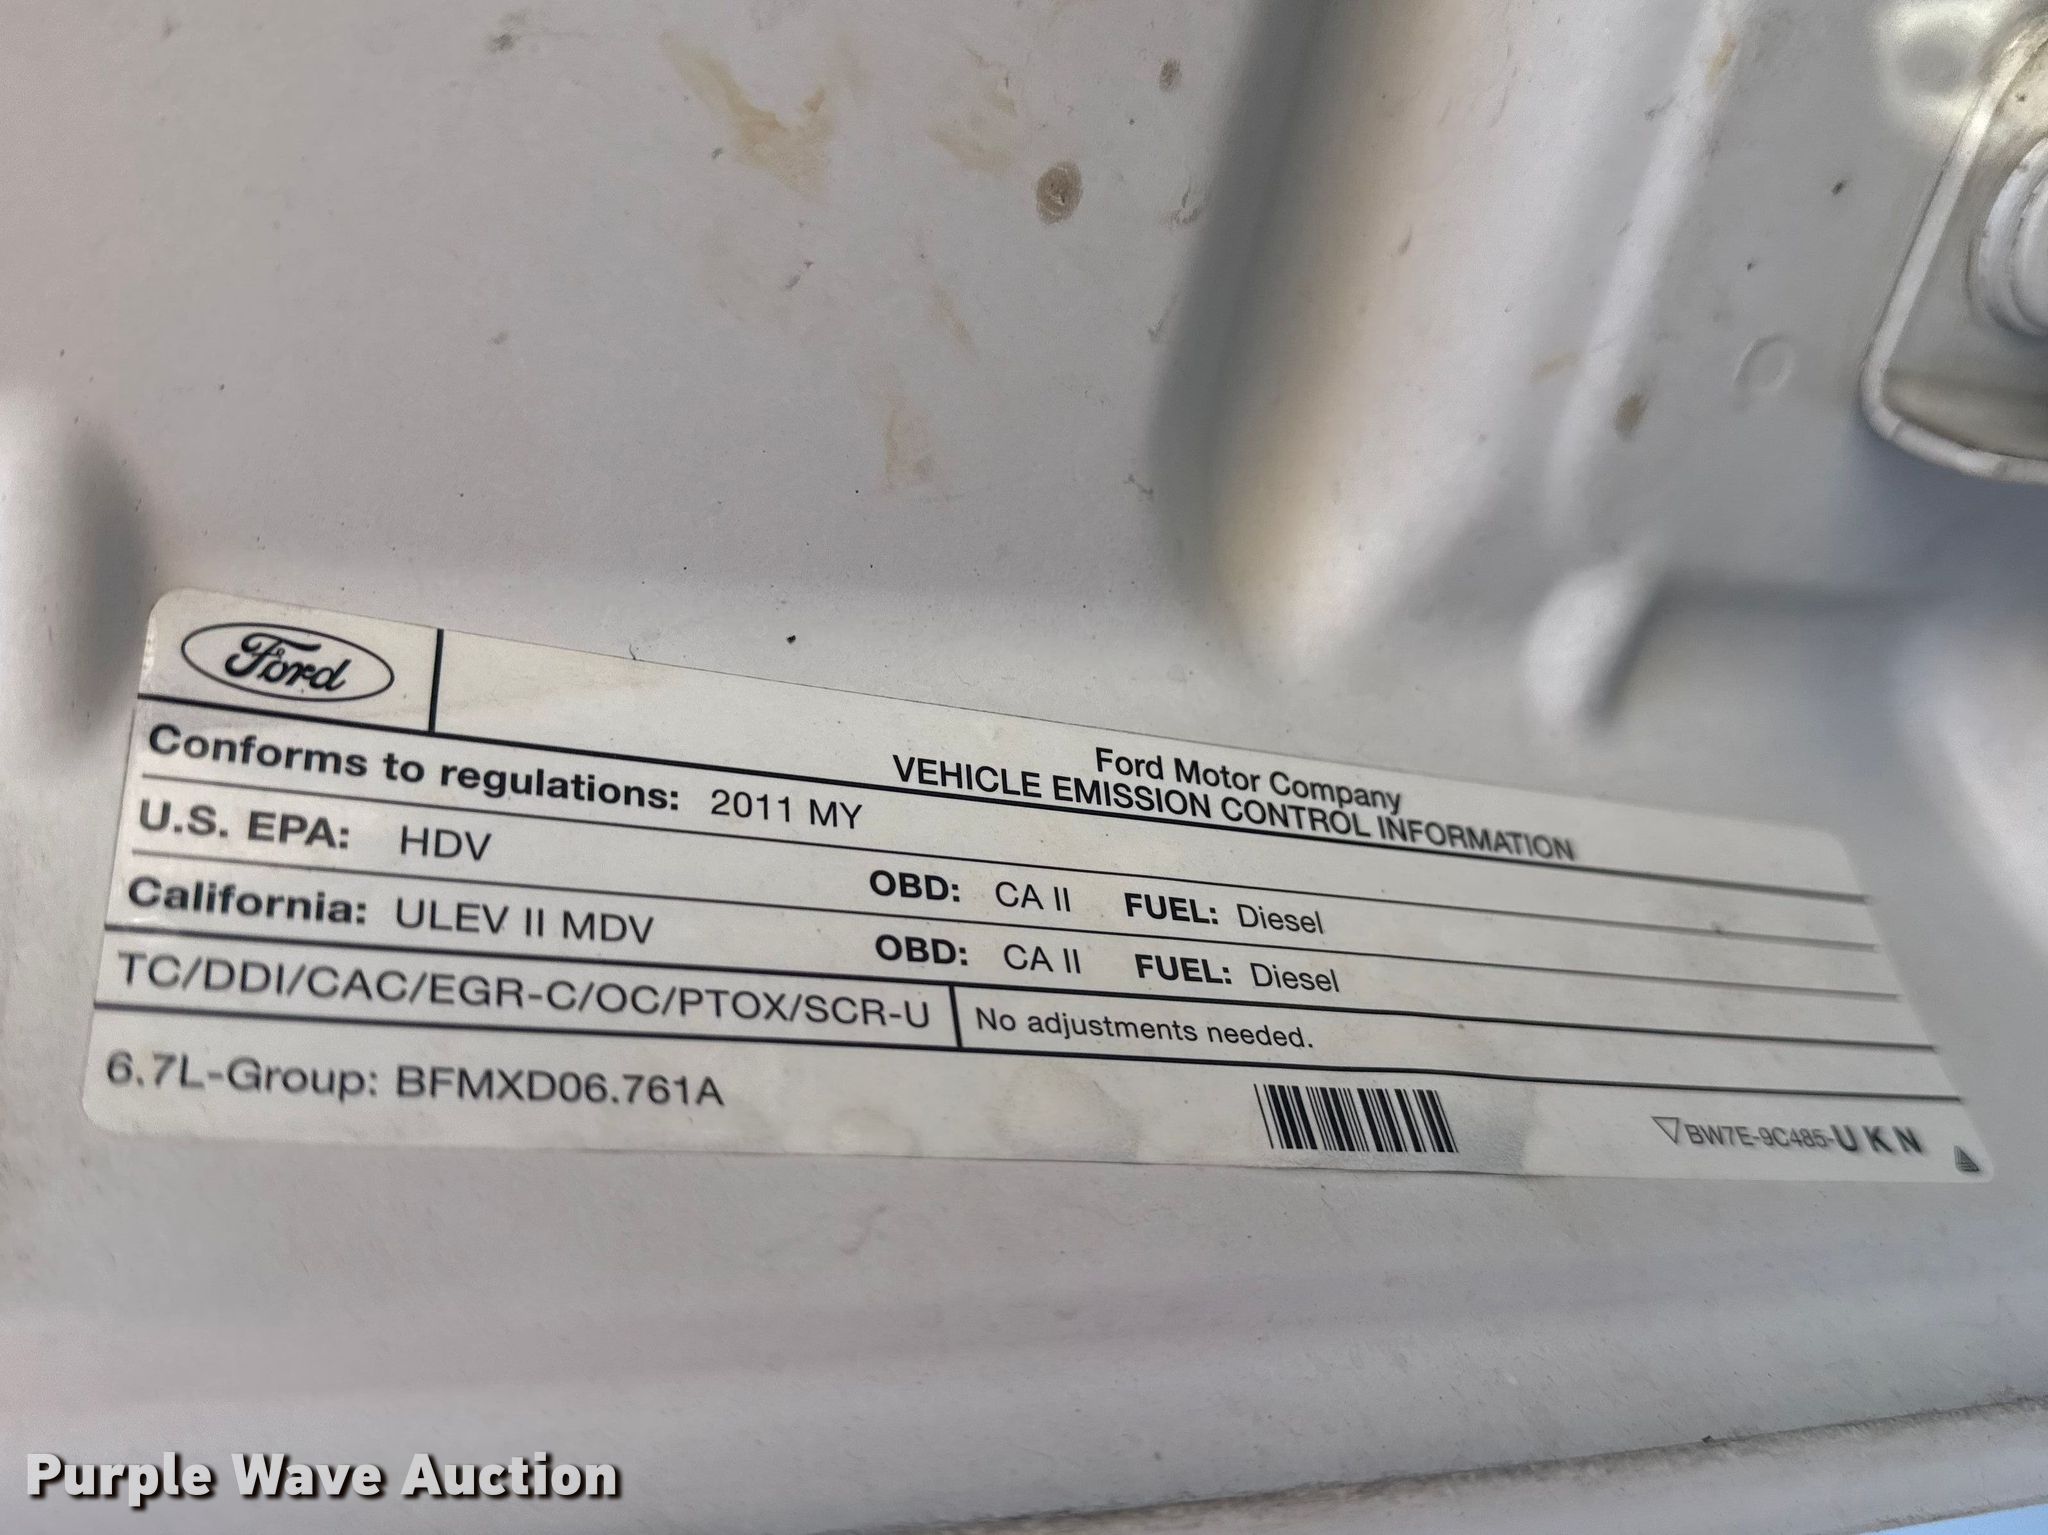 Ford
Ford Motor Company
VEHICLE EMISSION CONTROL INFORMATION
Conforms to regulations: 2011 MY
U.S. EPA: HDV OBD: CA II FUEL: Diesel
California: ULEV II MDV OBD: CA II FUEL: Diesel
TC/DDI/CAC/EGR-C/OC/PTOX/SCR-U No adjustments needed.
6.7L-Group: BFMXD06.761A
BW7E-9C485-U K N
Purple Wave Auction